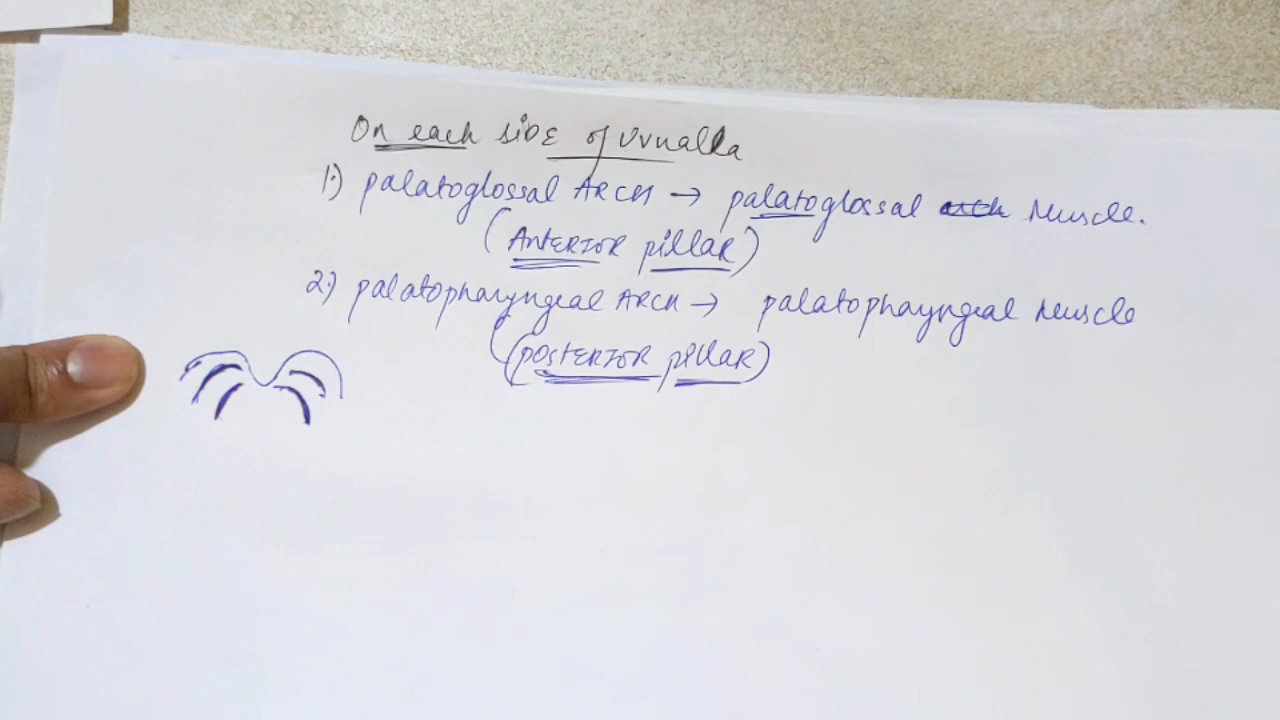 On each side of uvualla
1.) palatoglossal ARCH → palatoglossal arch Muscle.
(Anterior pillar)
2.) palatopharyngeal ARCH → palatopharyngeal Muscle
(posterior pillar)